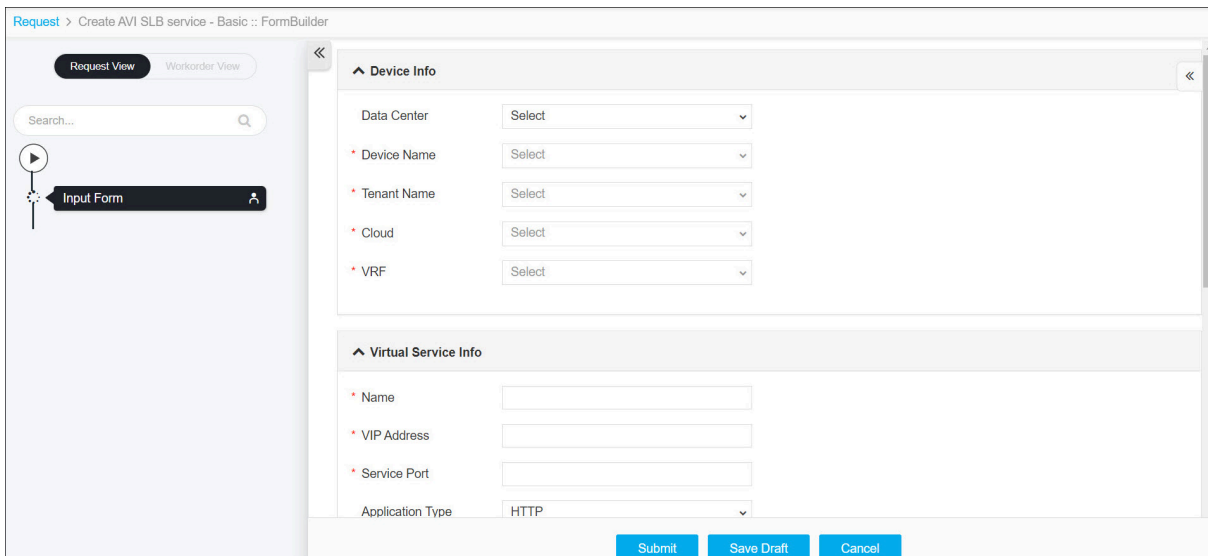 Request > Create AVI SLB service - Basic :: FormBuilder
Request View Workorder View
Search...
Input Form
Device Info
Data Center Select
* Device Name Select
* Tenant Name Select
* Cloud Select
* VRF Select
Virtual Service Info
* Name
* VIP Address
* Service Port
Application Type HTTP
Submit Save Draft Cancel